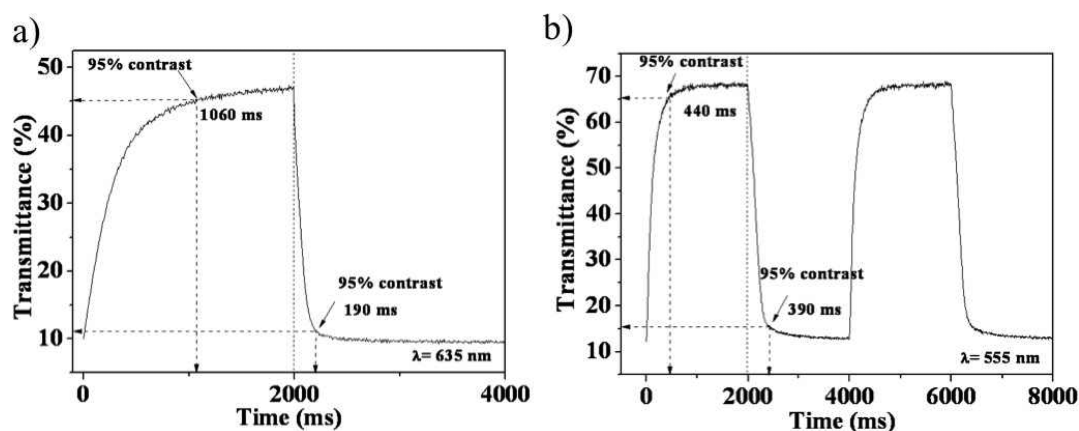 a)
Transmittance (%)
50
40
30
20
10
95% contrast
1060 ms
95% contrast
190 ms
λ= 635 nm
0
2000
4000
Time (ms)
b)
Transmittance (%)
70
60
50
40
30
20
10
95% contrast
440 ms
95% contrast
390 ms
λ= 555 nm
0
2000
4000
6000
8000
Time (ms)